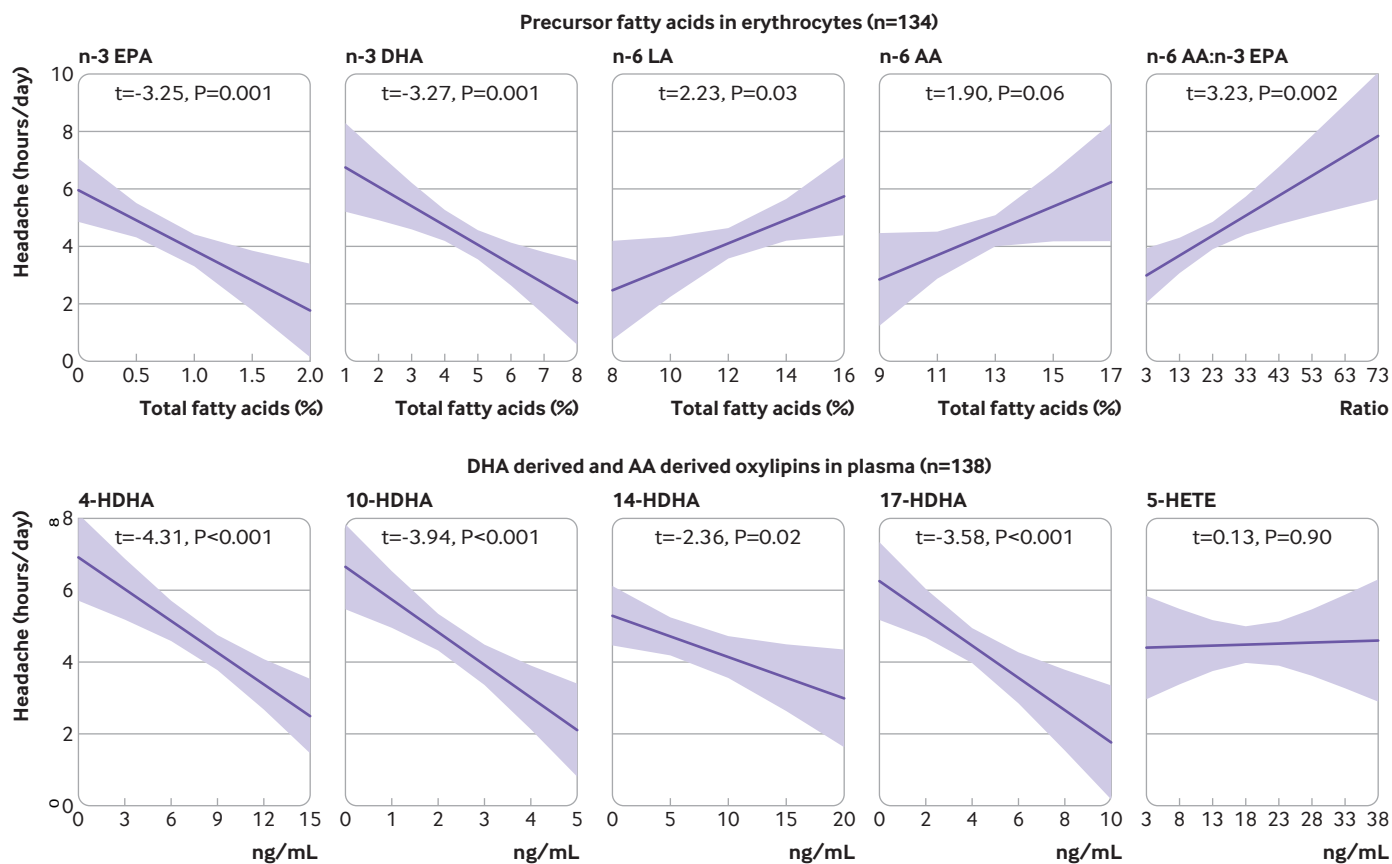 Precursor fatty acids in erythrocytes (n=134)
n-3 EPA n-3 DHA n-6 LA n-6 AA n-6 AA:n-3 EPA
t=-3.25, P=0.001 t=-3.27, P=0.001 t=2.23, P=0.03 t=1.90, P=0.06 t=3.23, P=0.002
Headache (hours/day)
10
8
6
4
2
0
0 0.5 1.0 1.5 2.0 1 2 3 4 5 6 7 8 8 10 12 14 16 9 11 13 15 17 3 13 23 33 43 53 63 73
Total fatty acids (%) Total fatty acids (%) Total fatty acids (%) Total fatty acids (%) Ratio
DHA derived and AA derived oxylipins in plasma (n=138)
4-HDHA 10-HDHA 14-HDHA 17-HDHA 5-HETE
t=-4.31, P<0.001 t=-3.94, P<0.001 t=-2.36, P=0.02 t=-3.58, P<0.001 t=0.13, P=0.90
Headache (hours/day)
8 8
6
4
2
0 0
0 3 6 9 12 15 0 1 2 3 4 5 0 5 10 15 20 0 2 4 6 8 10 3 8 13 18 23 28 33 38
ng/mL ng/mL ng/mL ng/mL ng/mL